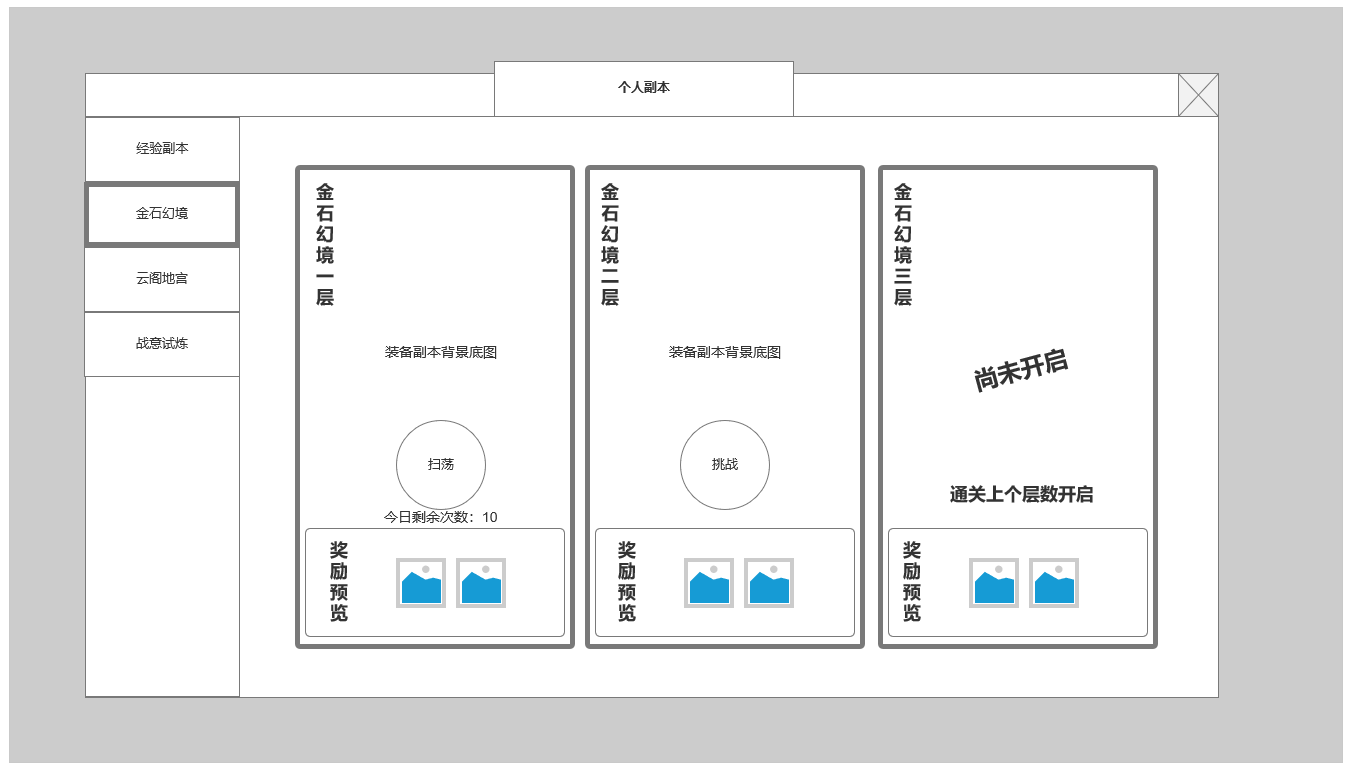 个人副本
经验副本
金石幻境
云阁地宫
战意试炼
金石幻境一层
装备副本背景底图
扫荡
今日剩余次数：10
奖励预览
金石幻境二层
装备副本背景底图
挑战
奖励预览
金石幻境三层
尚未开启
通关上个层数开启
奖励预览